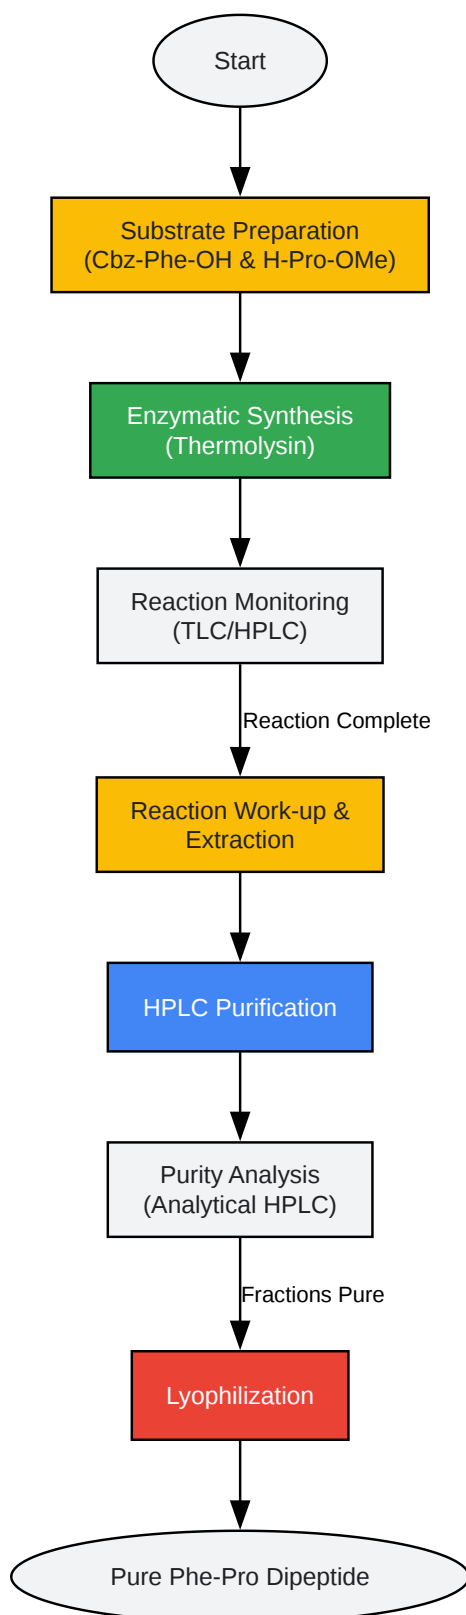 Start
Substrate Preparation
(Cbz-Phe-OH & H-Pro-OMe)
Enzymatic Synthesis
(Thermolysin)
Reaction Monitoring
(TLC/HPLC)
Reaction Complete
Reaction Work-up &
Extraction
HPLC Purification
Purity Analysis
(Analytical HPLC)
Fractions Pure
Lyophilization
Pure Phe-Pro Dipeptide